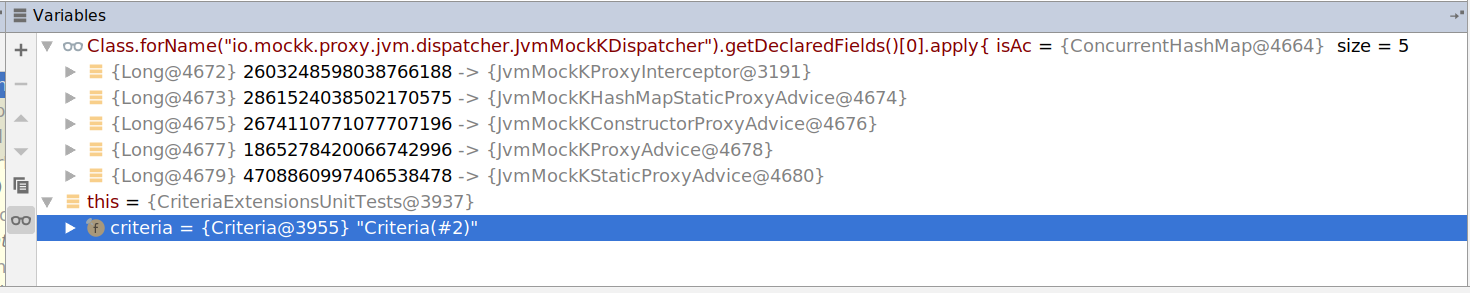 Variables
Class.forName("io.mockk.proxy.jvm.dispatcher.JvmMockKDispatcher").getDeclaredFields()[0].apply{ isAc = {ConcurrentHashMap@4664} size = 5
{Long@4672} 2603248598038766188 -> {JvmMockKProxyInterceptor@3191}
{Long@4673} 2861524038502170575 -> {JvmMockKHashMapStaticProxyAdvice@4674}
{Long@4675} 2674110771077707196 -> {JvmMockKConstructorProxyAdvice@4676}
{Long@4677} 1865278420066742996 -> {JvmMockKProxyAdvice@4678}
{Long@4679} 4708860997406538478 -> {JvmMockKStaticProxyAdvice@4680}
this = {CriteriaExtensionsUnitTests@3937}
f criteria = {Criteria@3955} "Criteria(#2)"